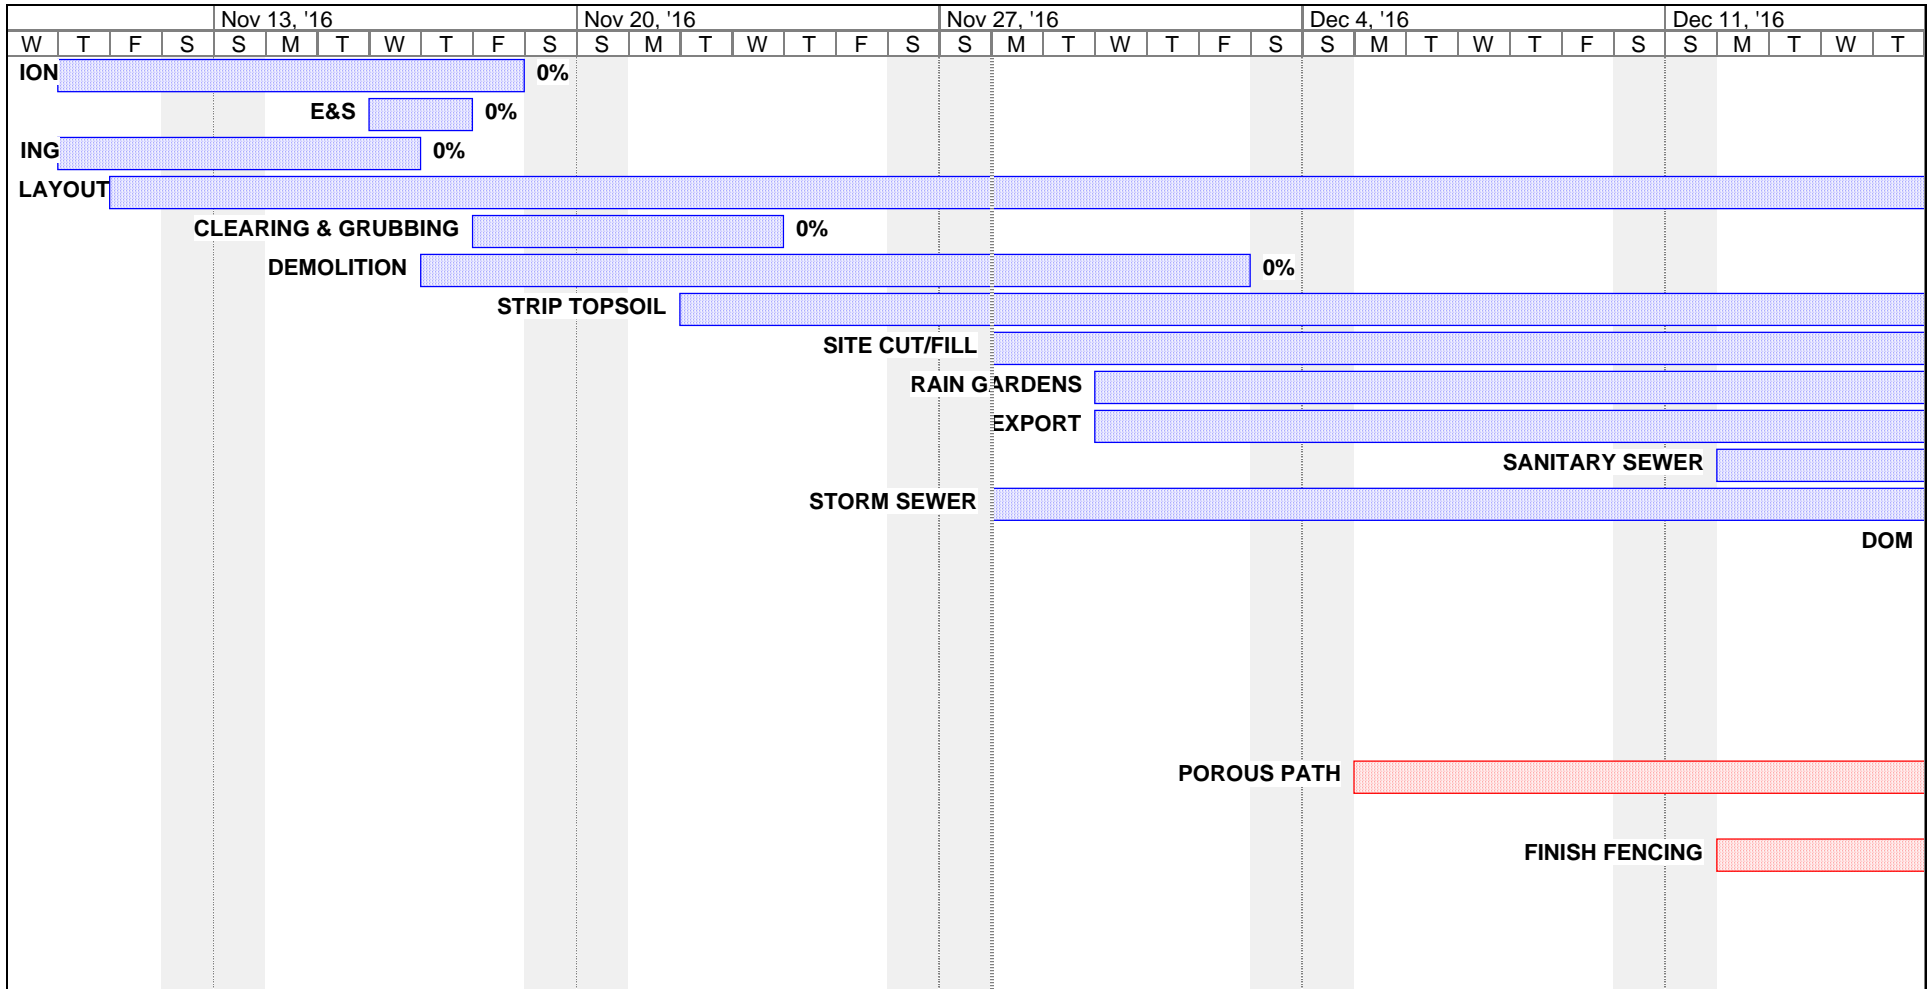 Nov 13, '16 Nov 20, '16 Nov 27, '16 Dec 4, '16 Dec 11, '16
W T F S S M T W T F S S M T W T F S S M T W T F S S M T W T F S S M T W T
ION 0%
E&S 0%
ING 0%
LAYOUT
CLEARING & GRUBBING 0%
DEMOLITION 0%
STRIP TOPSOIL
SITE CUT/FILL
RAIN GARDENS
EXPORT
SANITARY SEWER
STORM SEWER
DOM
POROUS PATH
FINISH FENCING